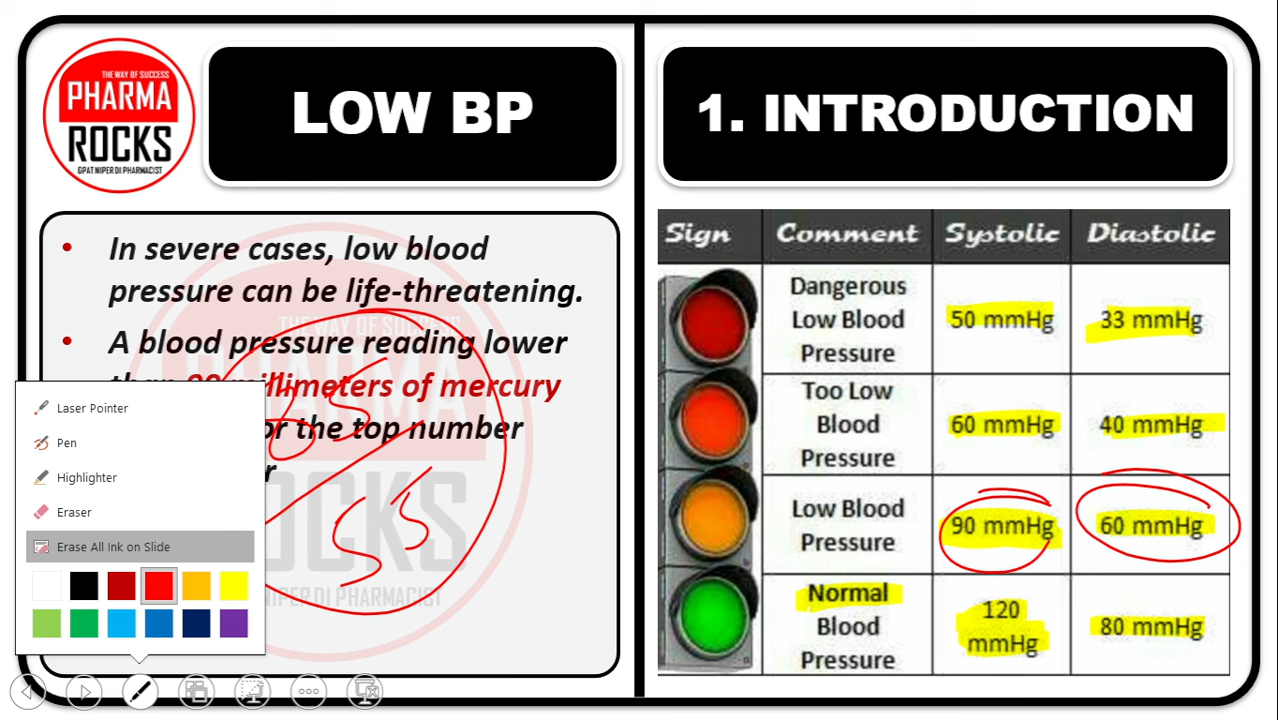 THE WAY OF SUCCESS
PHARMA
ROCKS
GPAT NIPER DI PHARMACIST
LOW BP
1. INTRODUCTION
• In severe cases, low blood
pressure can be life-threatening.
• A blood pressure reading lower
millimeters of mercury
the top number
Laser Pointer
Pen
Highlighter
Eraser
Erase All Ink on Slide
Sign Comment Systolic Diastolic
Dangerous
Low Blood
Pressure
50 mmHg
33 mmHg
Too Low
Blood
Pressure
60 mmHg
40 mmHg
Low Blood
Pressure
90 mmHg
60 mmHg
Normal
Blood
Pressure
120
mmHg
80 mmHg